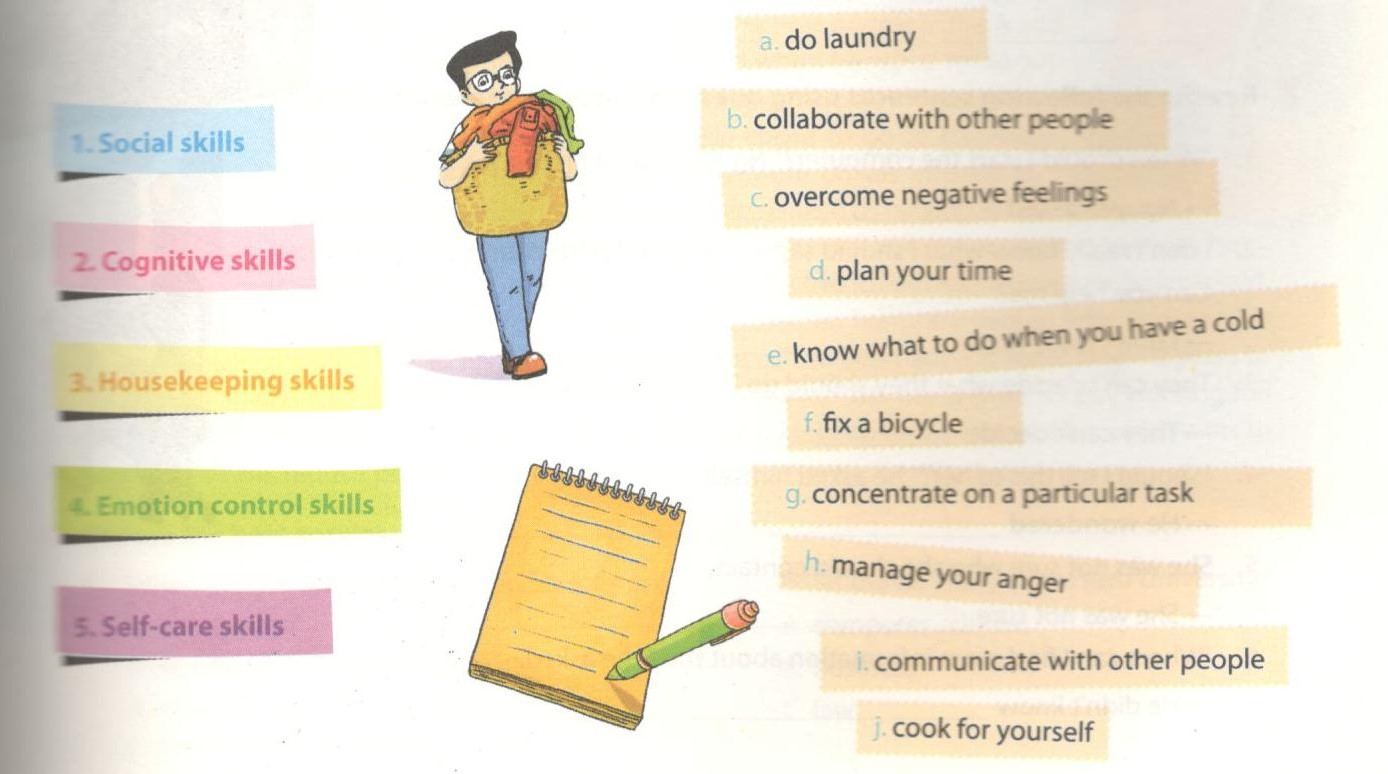 1. Social skills
2. Cognitive skills
3. Housekeeping skills
4. Emotion control skills
5. Self-care skills
a. do laundry
b. collaborate with other people
c. overcome negative feelings
d. plan your time
e. know what to do when you have a cold
f. fix a bicycle
g. concentrate on a particular task
h. manage your anger
i. communicate with other people
j. cook for yourself